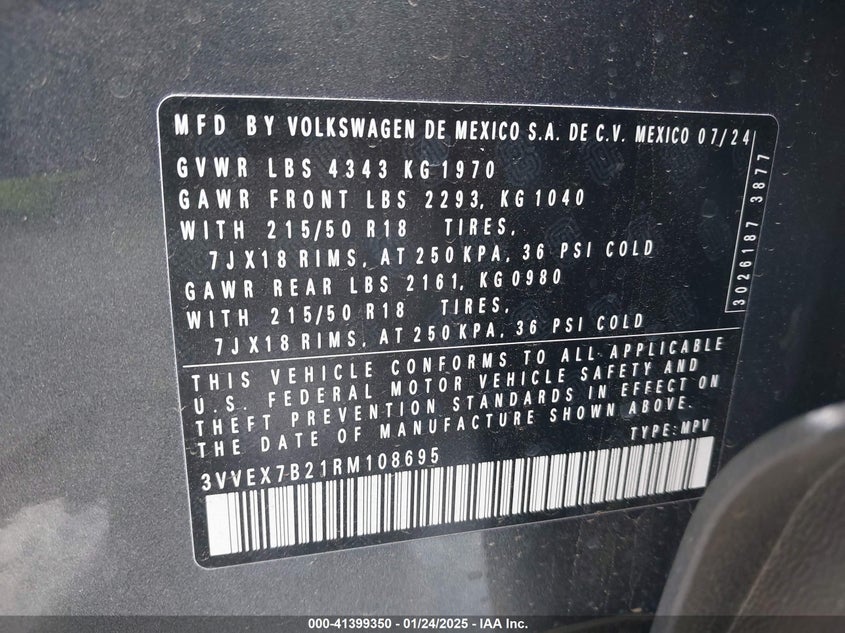 MFD BY VOLKSWAGEN DE MEXICO S.A. DE C.V. MEXICO 07/24
GVWR LBS 4343 KG 1970
GAWR FRONT LBS 2293, KG 1040
WITH 215/50 R18 TIRES,
7JX18 RIMS, AT 250 KPA, 36 PSI COLD
GAWR REAR LBS 2161, KG 0980
WITH 215/50 R18 TIRES,
7JX18 RIMS, AT 250 KPA, 36 PSI COLD
3026187 3877
THIS VEHICLE CONFORMS TO ALL APPLICABLE
U.S. FEDERAL MOTOR VEHICLE SAFETY AND
THEFT PREVENTION STANDARDS IN EFFECT ON
THE DATE OF MANUFACTURE SHOWN ABOVE.
TYPE: MPV
3VVEX7B21RM108695
000-41399350 - 01/24/2025 - IAA Inc.